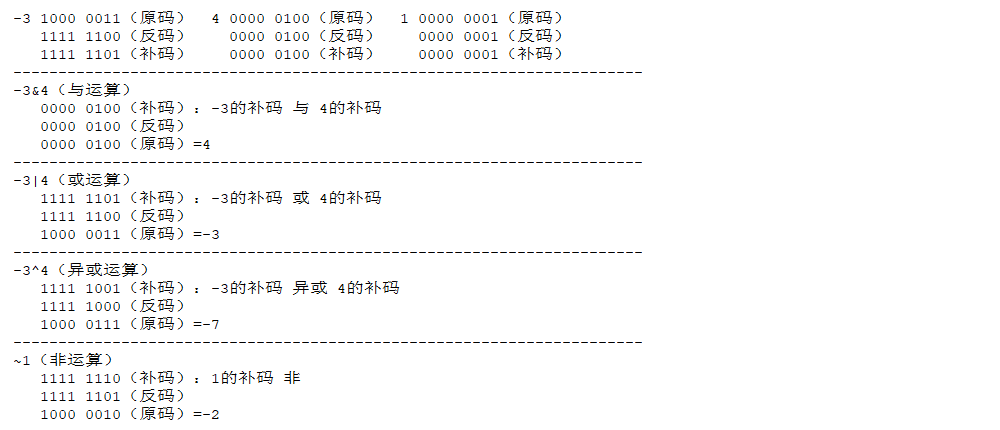 -3 1000 0011（原码）  4 0000 0100（原码）  1 0000 0001（原码）
   1111 1100（反码）    0000 0100（反码）    0000 0001（反码）
   1111 1101（补码）    0000 0100（补码）    0000 0001（补码）
----------------------------------------------------------------------
-3&4（与运算）
   0000 0100（补码）：-3的补码 与 4的补码
   0000 0100（反码）
   0000 0100（原码）=4
----------------------------------------------------------------------
-3|4（或运算）
   1111 1101（补码）：-3的补码 或 4的补码
   1111 1100（反码）
   1000 0011（原码）=-3
----------------------------------------------------------------------
-3^4（异或运算）
   1111 1001（补码）：-3的补码 异或 4的补码
   1111 1000（反码）
   1000 0111（原码）=-7
----------------------------------------------------------------------
~1（非运算）
   1111 1110（补码）：1的补码 非
   1111 1101（反码）
   1000 0010（原码）=-2